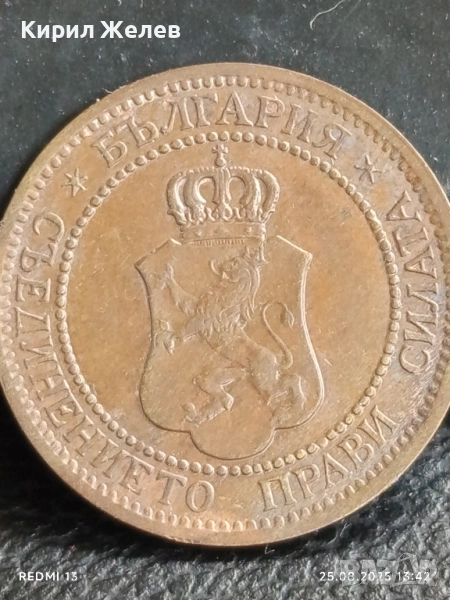 Кирил Желев
* БЪЛГАРИЯ *
СЪЕДИНЕНИЕТО ПРАВИ СИЛАТА
REDMI 13
25.08.2025 13:42